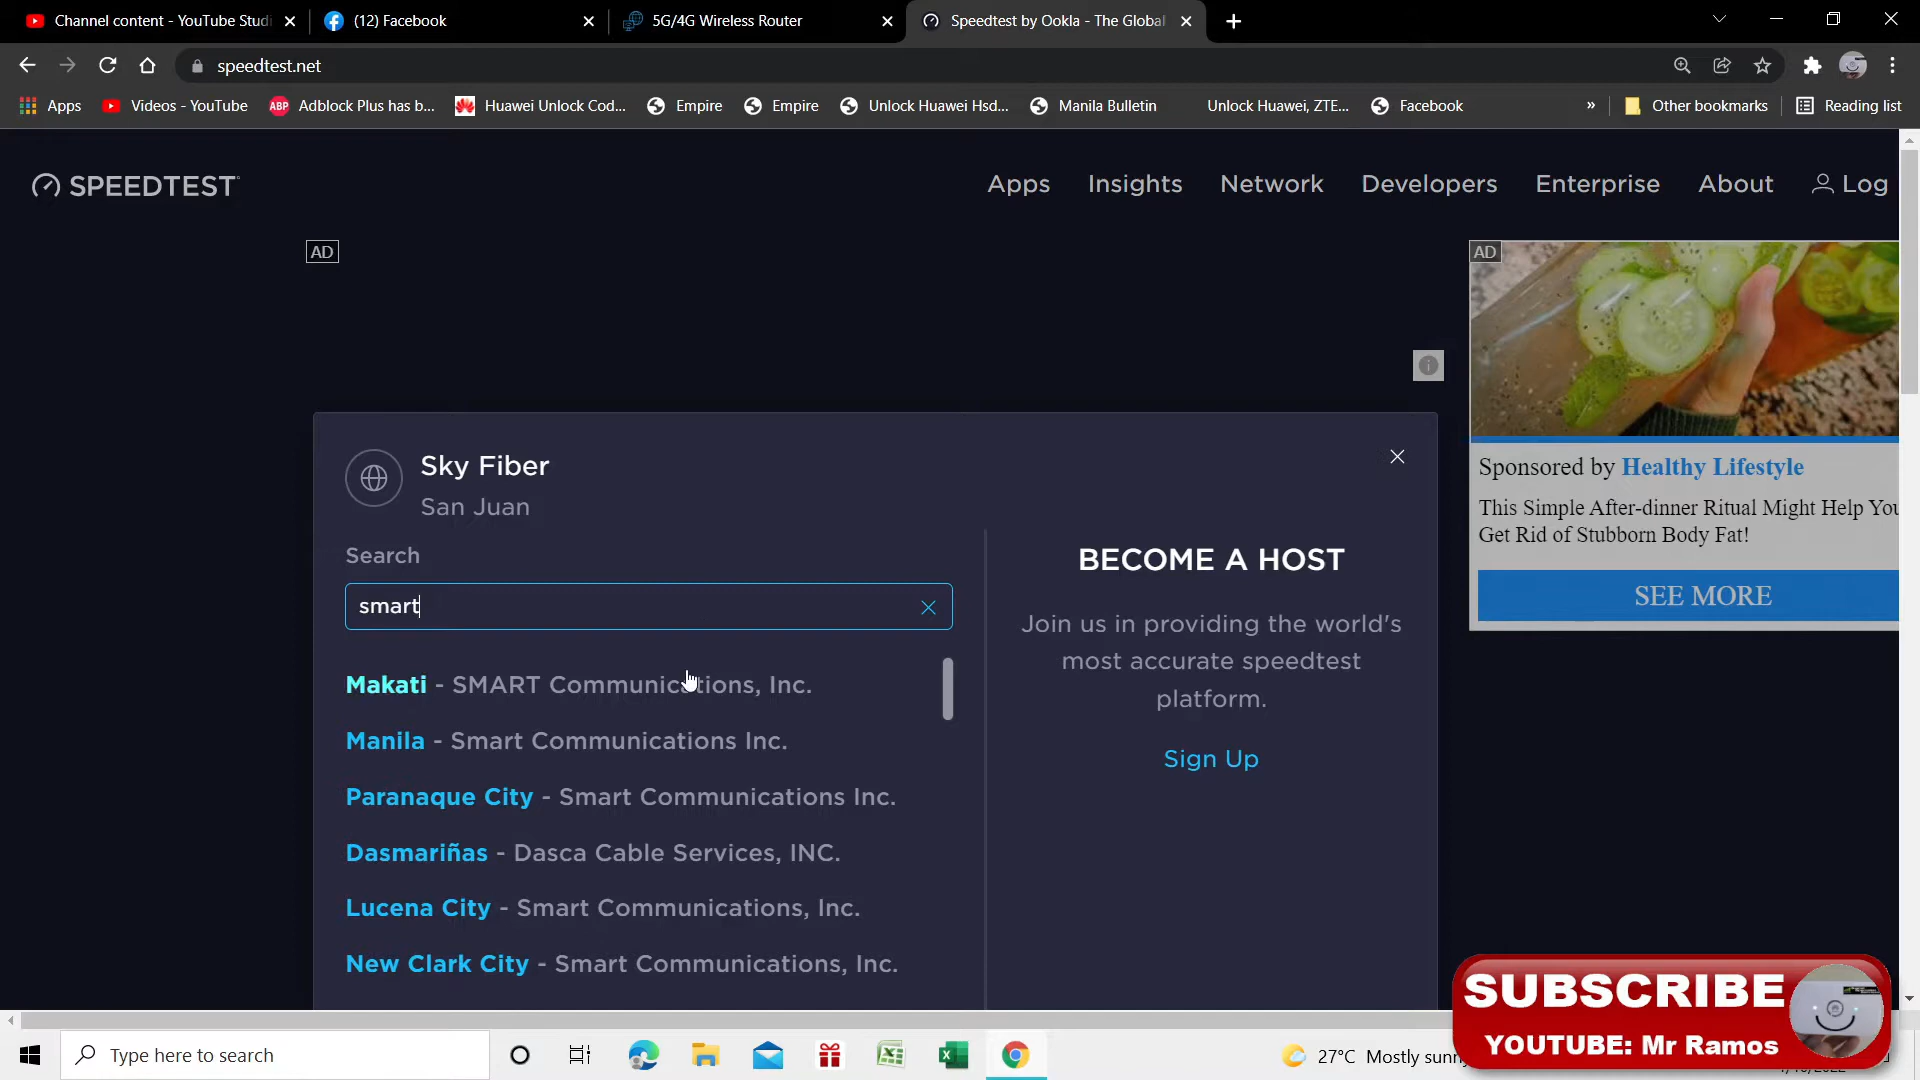 Channel content - YouTube Studi
(12) Facebook
5G/4G Wireless Router
Speedtest by Ookla - The Global
speedtest.net
Apps
Videos - YouTube
ABP
Adblock Plus has b...
Huawei Unlock Cod...
Empire
Empire
Unlock Huawei Hsd...
Manila Bulletin
Unlock Huawei, ZTE...
Facebook
»
Other bookmarks
Reading list
SPEEDTEST
Apps
Insights
Network
Developers
Enterprise
About
Log
AD
AD
Sponsored by Healthy Lifestyle
This Simple After-dinner Ritual Might Help You
Get Rid of Stubborn Body Fat!
SEE MORE
Sky Fiber
San Juan
Search
smart
Makati - SMART Communications, Inc.
Manila - Smart Communications Inc.
Paranaque City - Smart Communications Inc.
Dasmariñas - Dasca Cable Services, INC.
Lucena City - Smart Communications, Inc.
New Clark City - Smart Communications, Inc.
BECOME A HOST
Join us in providing the world's
most accurate speedtest
platform.
Sign Up
SUBSCRIBE
YOUTUBE: Mr Ramos
Type here to search
27°C Mostly sunny